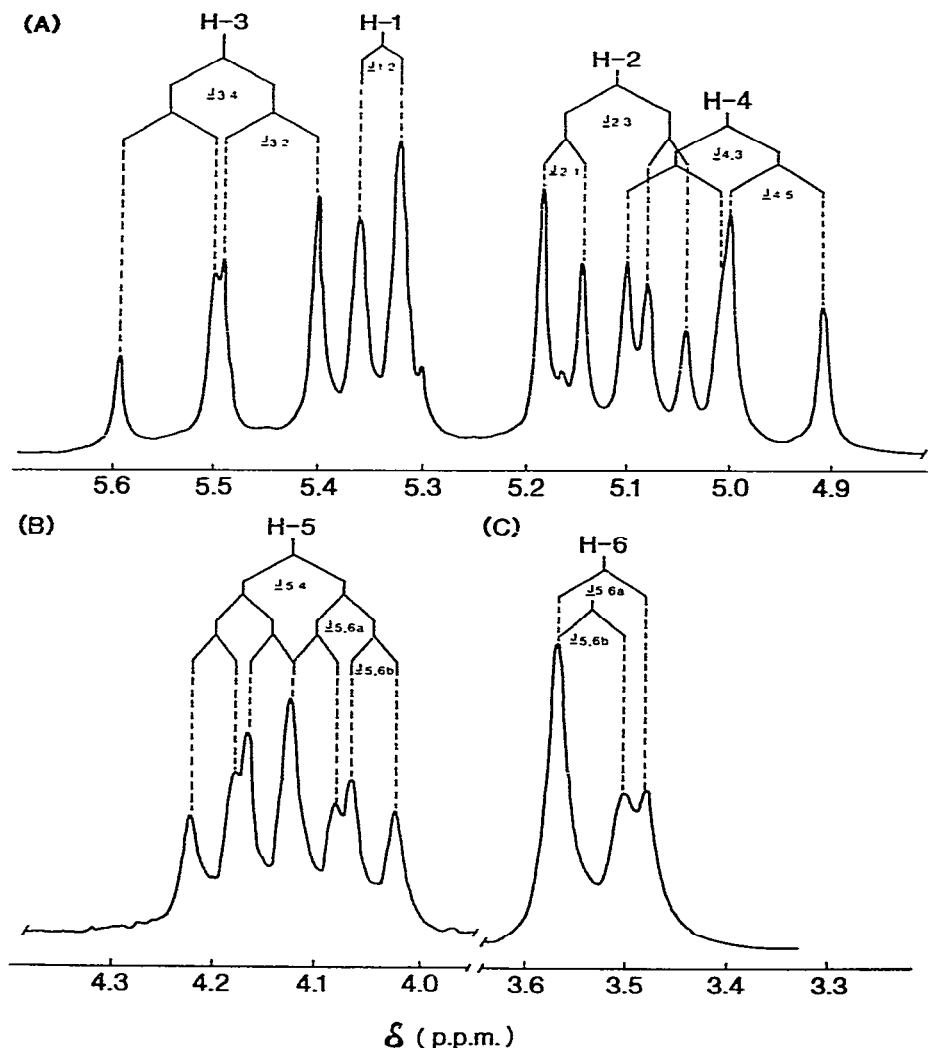 (A)
H-3
H-1
H-2
H-4
J1 2
J3 4
J3,2
J2 3
J2 1
J4,3
J4 5
5.6 5.5 5.4 5.3 5.2 5.1 5.0 4.9
(B)
H-5
J5 4
J5,6a
J5,6b
(C)
H-6
J5 6a
J5,6b
4.3 4.2 4.1 4.0 3.6 3.5 3.4 3.3
δ (p.p.m.)